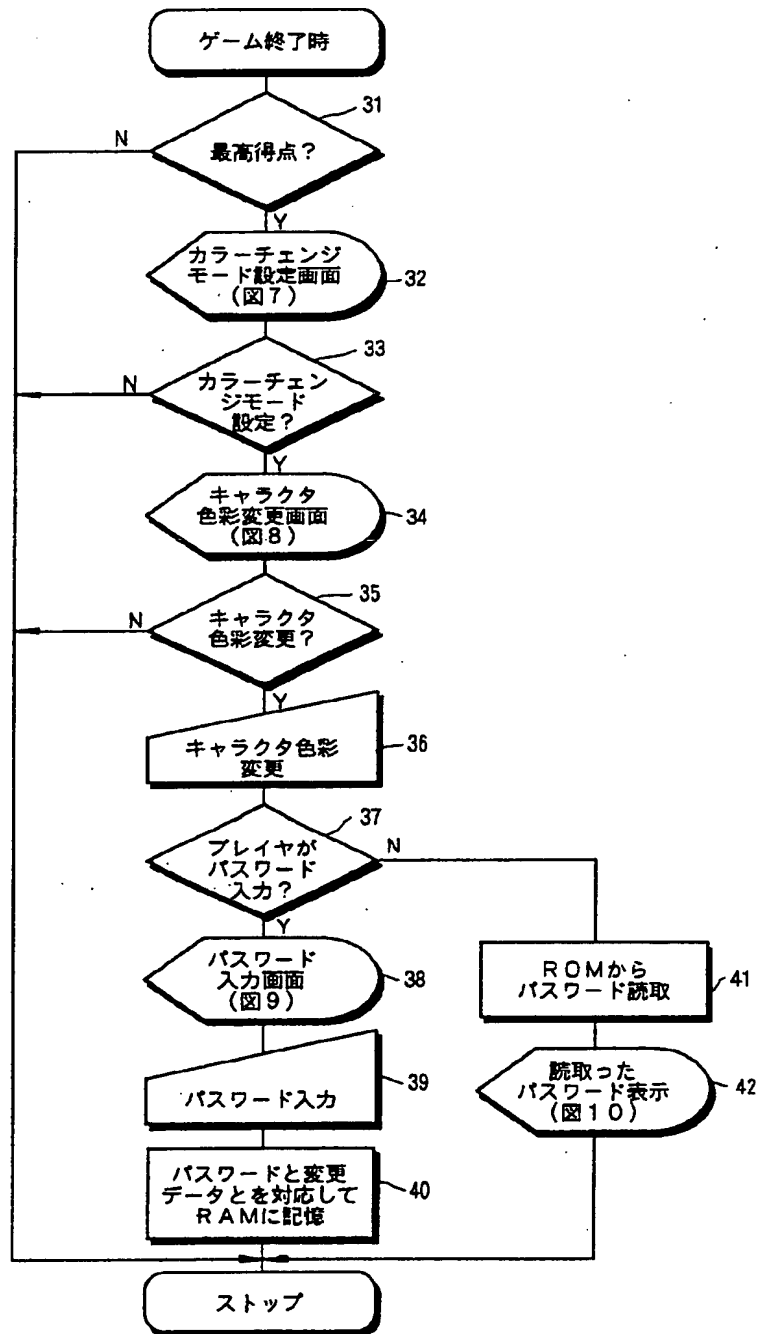 ゲーム終了時
31
最高得点？
N
Y
カラーチェンジ
モード設定画面
（図７）
32
33
カラーチェン
ジモード
設定？
N
Y
キャラクタ
色彩変更画面
（図８）
34
35
キャラクタ
色彩変更？
N
Y
キャラクタ色彩
変更
36
37
プレイヤが
パスワード
入力？
N
Y
パスワード
入力画面
（図９）
38
ＲＯＭから
パスワード読取
41
パスワード入力
39
読取った
パスワード表示
（図１０）
42
パスワードと変更
データとを対応して
ＲＡＭに記憶
40
ストップ